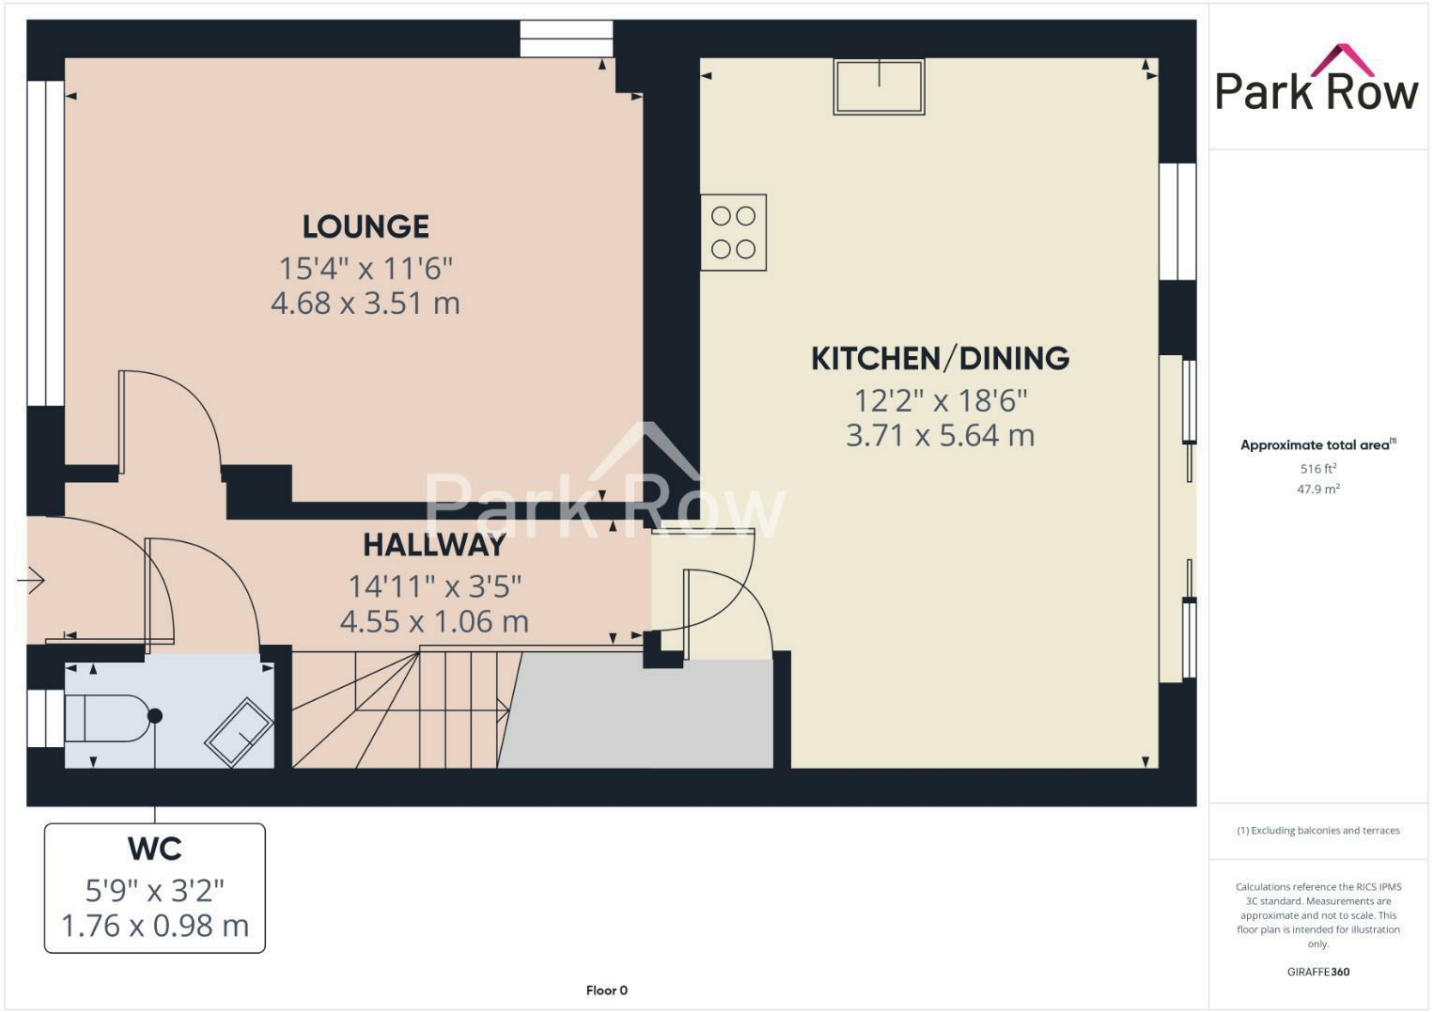 LOUNGE
15'4" x 11'6"
4.68 x 3.51 m
KITCHEN/DINING
12'2" x 18'6"
3.71 x 5.64 m
Park Row
HALLWAY
14'11" x 3'5"
4.55 x 1.06 m
WC
5'9" x 3'2"
1.76 x 0.98 m
Floor 0
Park Row
Approximate total area(1)
516 ft²
47.9 m²
(1) Excluding balconies and terraces
Calculations reference the RICS IPMS
3C standard. Measurements are
approximate and not to scale. This
floor plan is intended for illustration
only.
GIRAFFE360